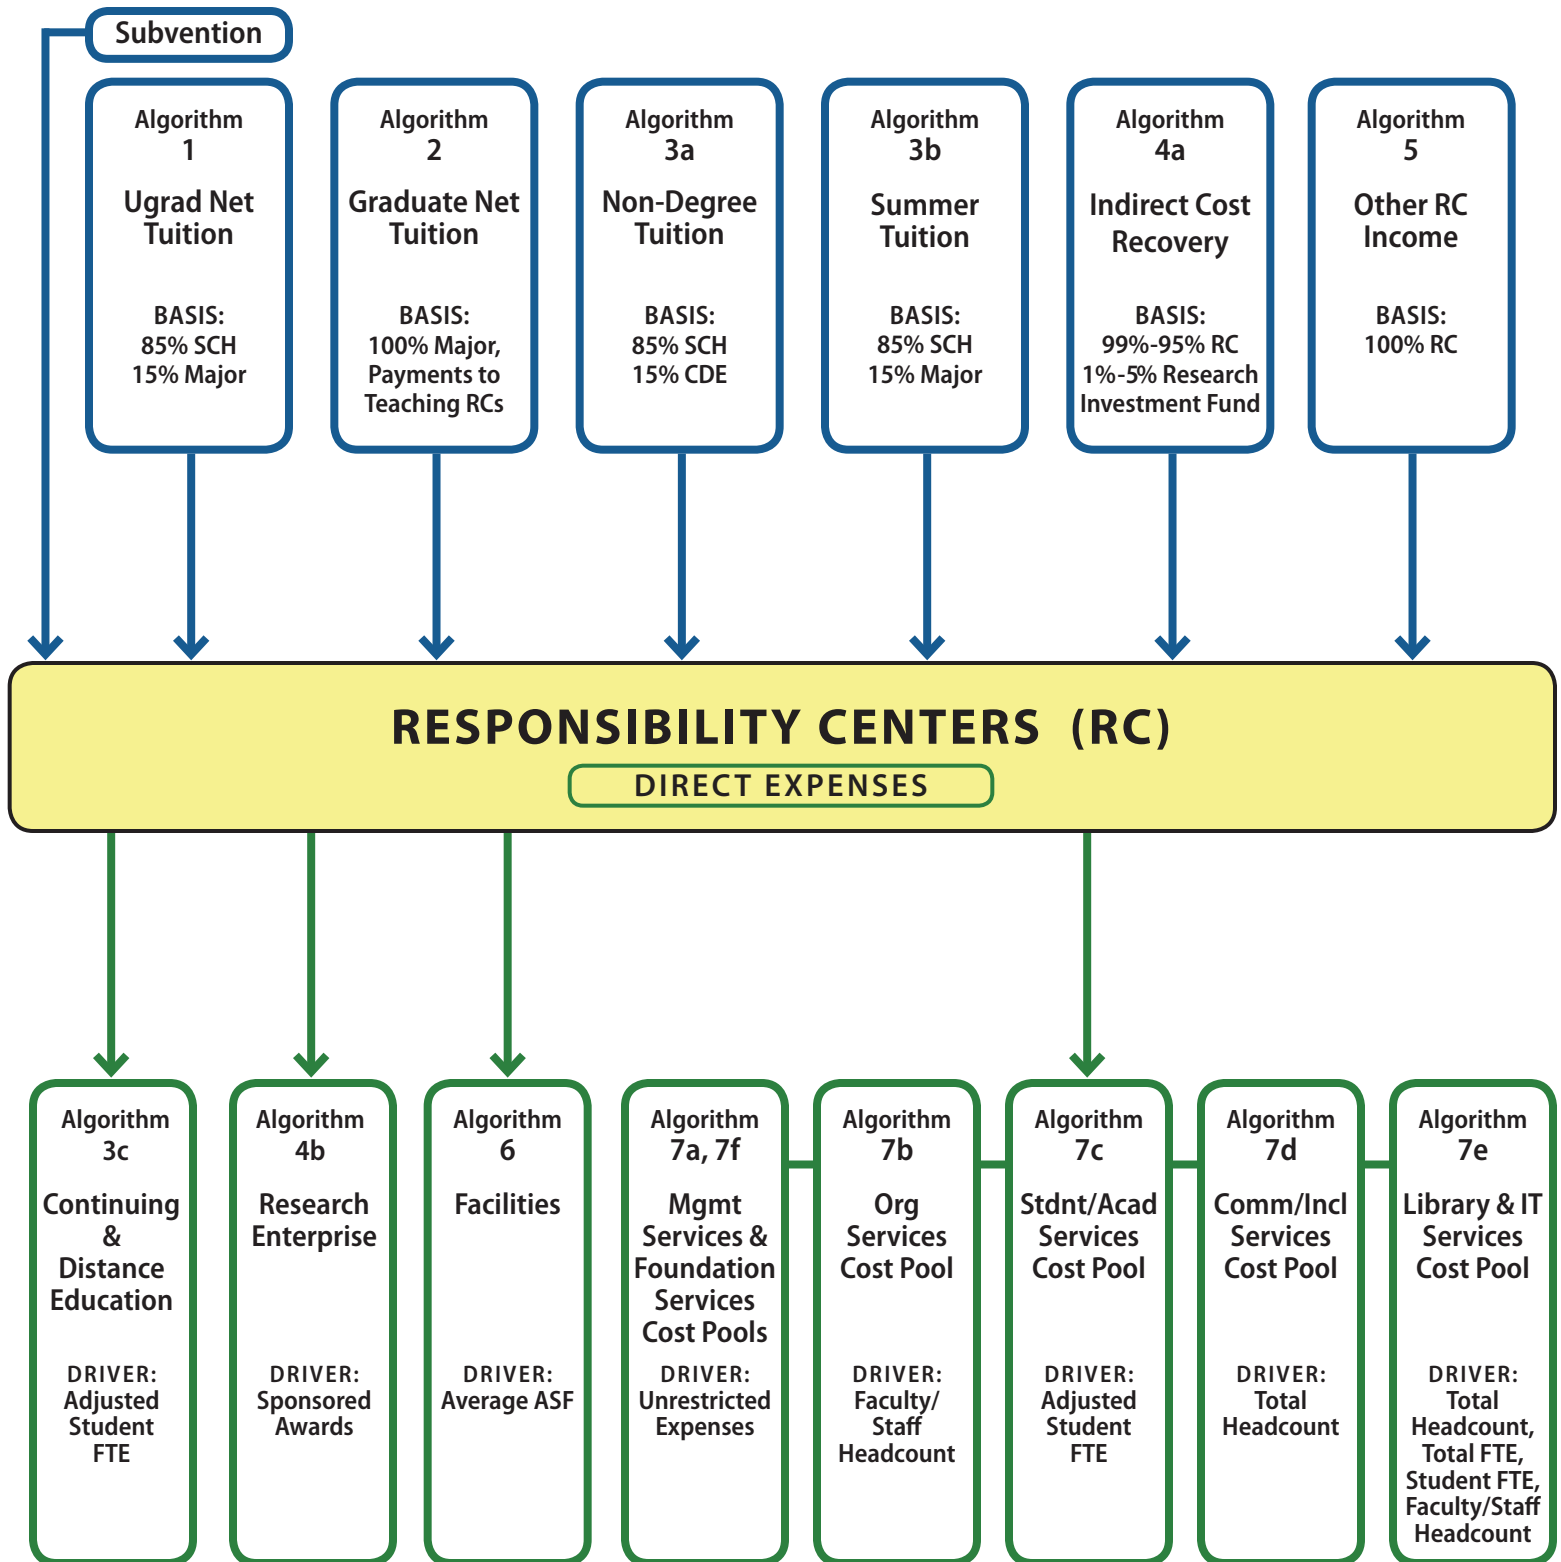 Subvention
Algorithm
1
Ugrad Net
Tuition
BASIS:
85% SCH
15% Major
Algorithm
2
Graduate Net
Tuition
BASIS:
100% Major,
Payments to
Teaching RCs
Algorithm
3a
Non-Degree
Tuition
BASIS:
85% SCH
15% CDE
Algorithm
3b
Summer
Tuition
BASIS:
85% SCH
15% Major
Algorithm
4a
Indirect Cost
Recovery
BASIS:
99%-95% RC
1%-5% Research
Investment Fund
Algorithm
5
Other RC
Income
BASIS:
100% RC
RESPONSIBILITY CENTERS (RC)
DIRECT EXPENSES
Algorithm
3c
Continuing
&
Distance
Education
DRIVER:
Adjusted
Student
FTE
Algorithm
4b
Research
Enterprise
DRIVER:
Sponsored
Awards
Algorithm
6
Facilities
DRIVER:
Average ASF
Algorithm
7a, 7f
Mgmt
Services &
Foundation
Services
Cost Pools
DRIVER:
Unrestricted
Expenses
Algorithm
7b
Org
Services
Cost Pool
DRIVER:
Faculty/
Staff
Headcount
Algorithm
7c
Stdnt/Acad
Services
Cost Pool
DRIVER:
Adjusted
Student
FTE
Algorithm
7d
Comm/Incl
Services
Cost Pool
DRIVER:
Total
Headcount
Algorithm
7e
Library & IT
Services
Cost Pool
DRIVER:
Total
Headcount,
Total FTE,
Student FTE,
Faculty/Staff
Headcount